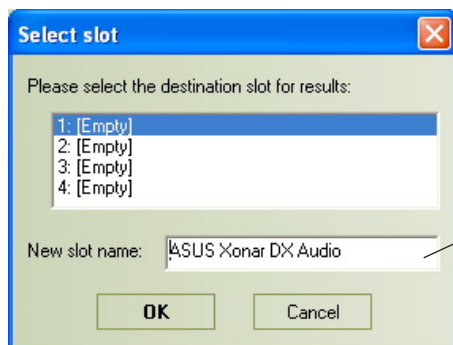 Select slot
Please select the destination slot for results:
1: [Empty]
2: [Empty]
3: [Empty]
4: [Empty]
New slot name: ASUS Xonar DX Audio
OK Cancel